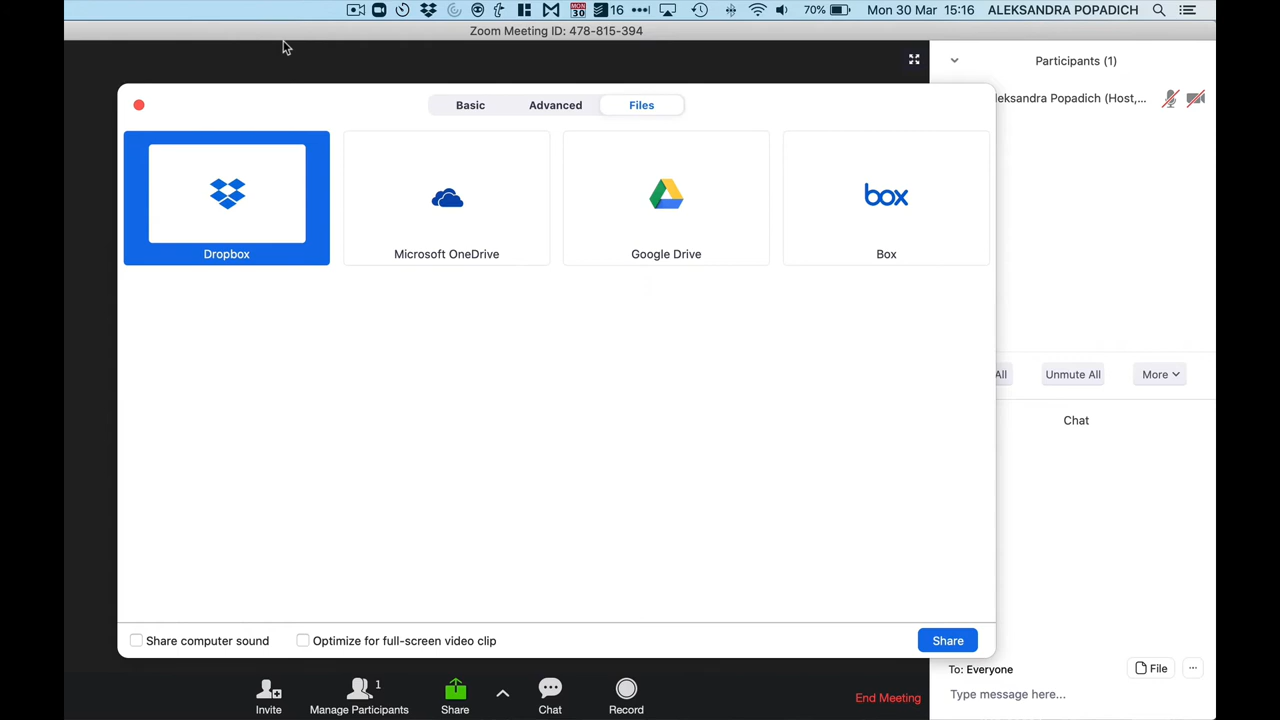 MON
30
16
70%
Mon 30 Mar 15:16
ALEKSANDRA POPADICH
Zoom Meeting ID: 478-815-394
Participants (1)
Basic
Advanced
Files
leksandra Popadich (Host,...
box
Dropbox
Microsoft OneDrive
Google Drive
Box
All
Unmute All
More
Chat
Share computer sound
Optimize for full-screen video clip
Share
To: Everyone
File
...
Type message here...
1
Invite
Manage Participants
Share
Chat
Record
End Meeting